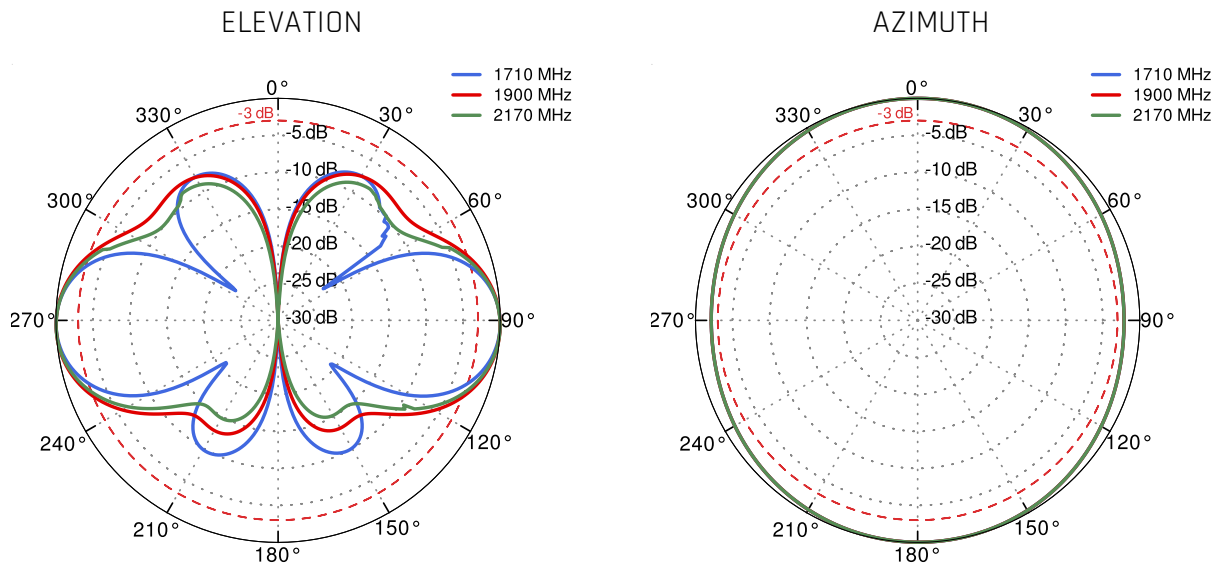 ELEVATION
AZIMUTH
1710 MHz
1900 MHz
2170 MHz
0°
330°
-3 dB
30°
-5 dB
-10 dB
300°
-15 dB
60°
-20 dB
-25 dB
270°
-30 dB
90°
240°
120°
210°
150°
180°
1710 MHz
1900 MHz
2170 MHz
0°
330°
-3 dB
30°
-5 dB
-10 dB
300°
-15 dB
60°
-20 dB
-25 dB
270°
-30 dB
90°
240°
120°
210°
150°
180°